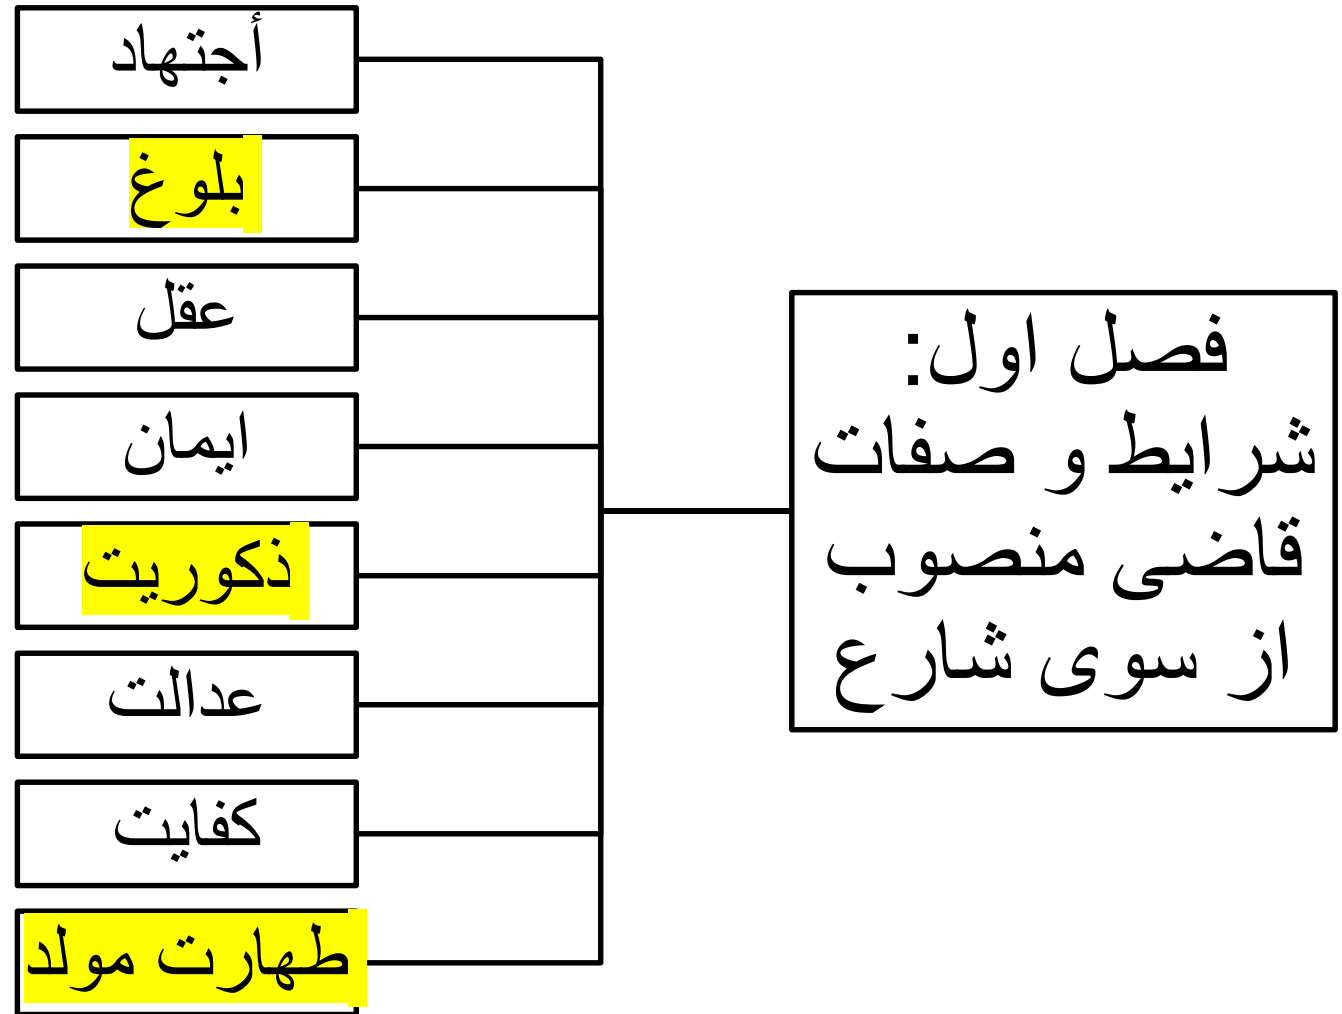 فصل اول:
شرایط و صفات
قاضی منصوب
از سوی شارع
أجتهاد
بلوغ
عقل
ایمان
ذکوریت
عدالت
کفایت
طهارت مولد